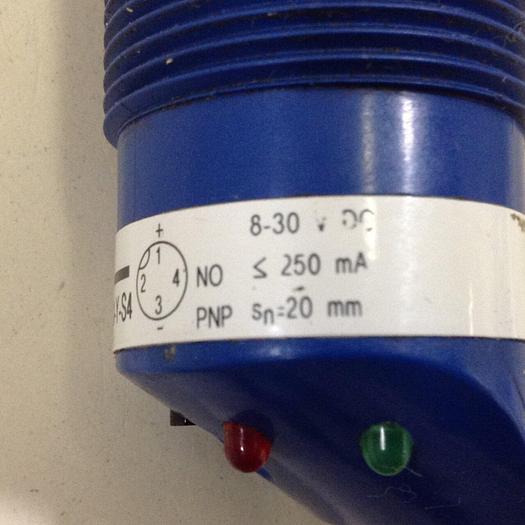 8-30 V DC
+
1
2 4 NO ≤ 250 mA
-Y-S4
3 PNP sn=20 mm
-